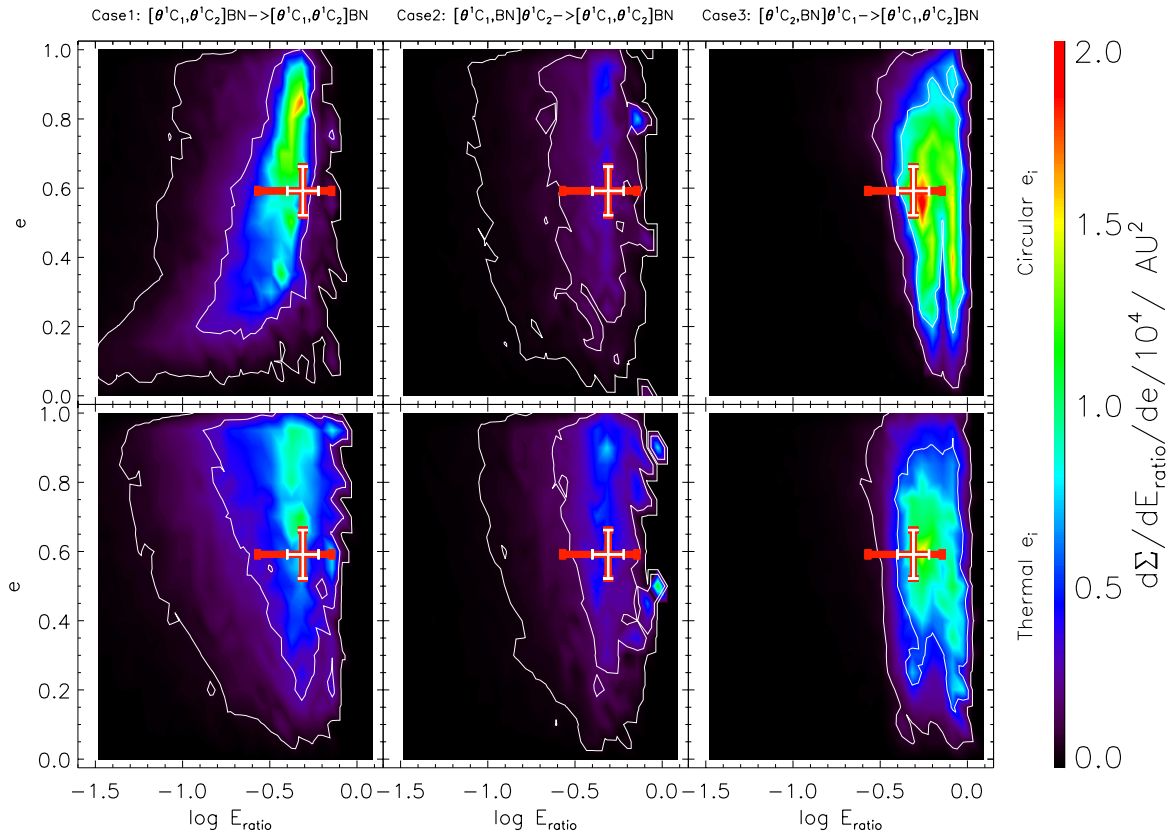 Case1: [θ¹C₁,θ¹C₂]BN->[θ¹C₁,θ¹C₂]BN
Case2: [θ¹C₁,BN]θ¹C₂->[θ¹C₁,θ¹C₂]BN
Case3: [θ¹C₂,BN]θ¹C₁->[θ¹C₁,θ¹C₂]BN
1.0
0.8
0.6
0.4
0.2
0.0
e
Circular eᵢ
1.0
0.8
0.6
0.4
0.2
0.0
e
Thermal eᵢ
-1.5 -1.0 -0.5 0.0
-1.5 -1.0 -0.5 0.0
-1.5 -1.0 -0.5 0.0
log E_ratio
log E_ratio
log E_ratio
2.0
1.5
1.0
0.5
0.0
dΣ/dE_ratio/de/10⁴/ AU²